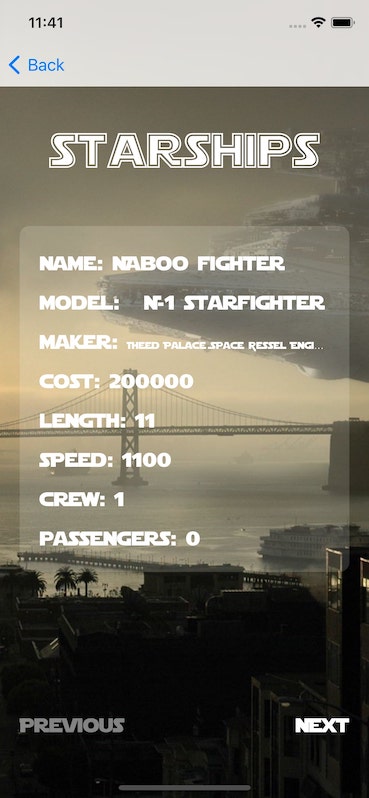 11:41
Back
STARSHIPS
NAME: NABOO FIGHTER
MODEL: N-1 STARFIGHTER
MAKER: THEED PALACE SPACE VESSEL ENGI...
COST: 200000
LENGTH: 11
SPEED: 1100
CREW: 1
PASSENGERS: 0
PREVIOUS
NEXT